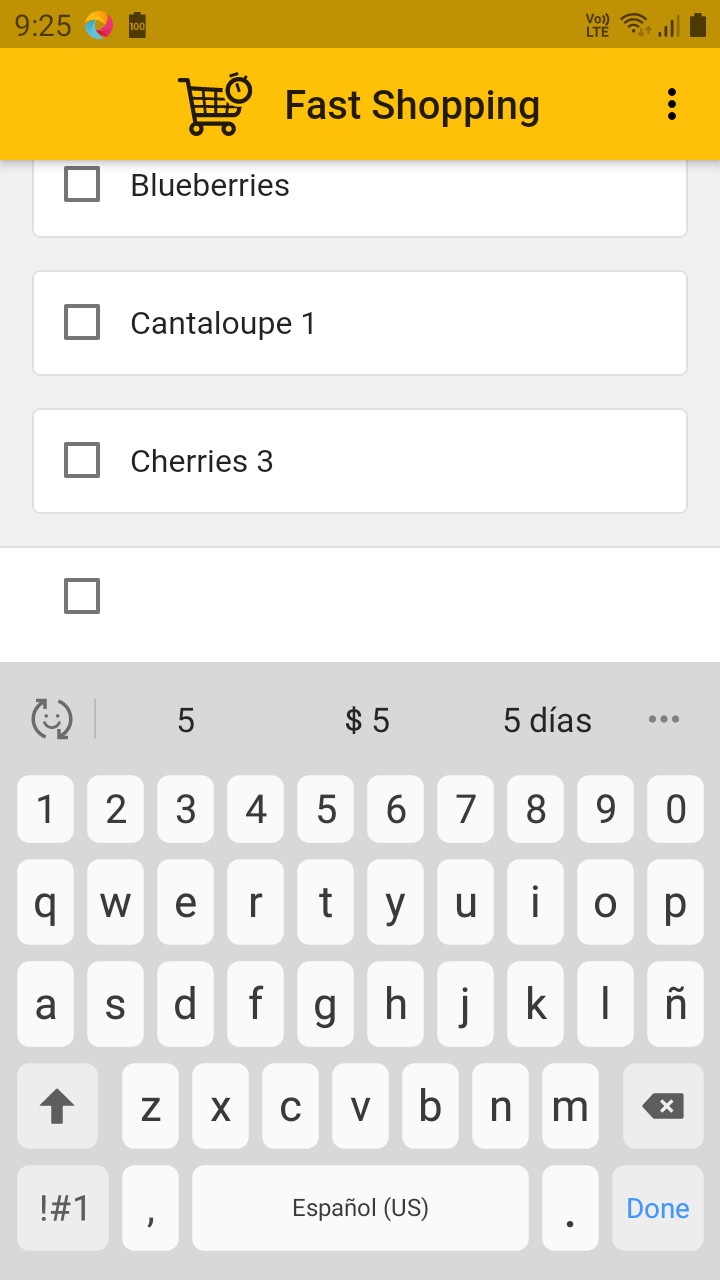 9:25 100 Vo)) LTE
Fast Shopping
Blueberries
Cantaloupe 1
Cherries 3
5 $ 5 5 días
1 2 3 4 5 6 7 8 9 0
q w e r t y u i o p
a s d f g h j k l ñ
z x c v b n m
!#1 , Español (US) . Done